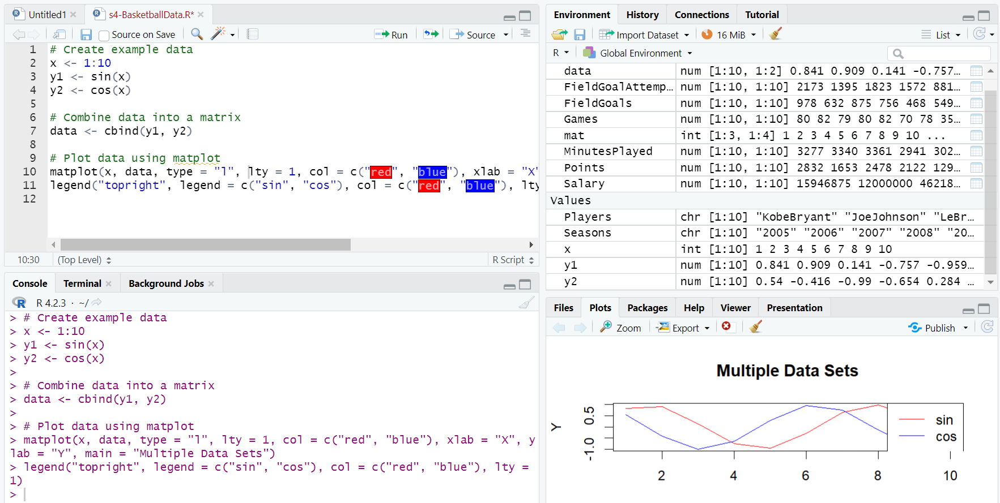 Untitled1
s4-BasketballData.R*
Source on Save
Run
Source
1 # Create example data
2 x <- 1:10
3 y1 <- sin(x)
4 y2 <- cos(x)
5
6 # Combine data into a matrix
7 data <- cbind(y1, y2)
8
9 # Plot data using matplot
10 matplot(x, data, type = "l", lty = 1, col = c("red", "blue"), xlab = "X"
11 legend("topright", legend = c("sin", "cos"), col = c("red", "blue"), lty
12
10:30 (Top Level) R Script
Console Terminal Background Jobs
R R 4.2.3 · ~/
> # Create example data
> x <- 1:10
> y1 <- sin(x)
> y2 <- cos(x)
>
> # Combine data into a matrix
> data <- cbind(y1, y2)
>
> # Plot data using matplot
> matplot(x, data, type = "l", lty = 1, col = c("red", "blue"), xlab = "X", y
lab = "Y", main = "Multiple Data Sets")
> legend("topright", legend = c("sin", "cos"), col = c("red", "blue"), lty =
1)
>
Environment History Connections Tutorial
Import Dataset 16 MiB List
R Global Environment
data num [1:10, 1:2] 0.841 0.909 0.141 -0.757…
FieldGoalAttemp… num [1:10, 1:10] 2173 1395 1823 1572 881…
FieldGoals num [1:10, 1:10] 978 632 875 756 468 549…
Games num [1:10, 1:10] 80 82 79 80 82 70 78 35…
mat int [1:3, 1:4] 1 2 3 4 5 6 7 8 9 10 ...
MinutesPlayed num [1:10, 1:10] 3277 3340 3361 2941 302…
Points num [1:10, 1:10] 2832 1653 2478 2122 129…
Salary num [1:10, 1:10] 15946875 12000000 46218…
Values
Players chr [1:10] "KobeBryant" "JoeJohnson" "LeBr…
Seasons chr [1:10] "2005" "2006" "2007" "2008" "20…
x int [1:10] 1 2 3 4 5 6 7 8 9 10
y1 num [1:10] 0.841 0.909 0.141 -0.757 -0.959…
y2 num [1:10] 0.54 -0.416 -0.99 -0.654 0.284 …
Files Plots Packages Help Viewer Presentation
Zoom Export Publish
Multiple Data Sets
Y
0.5
-1.0
sin
cos
2 4 6 8 10